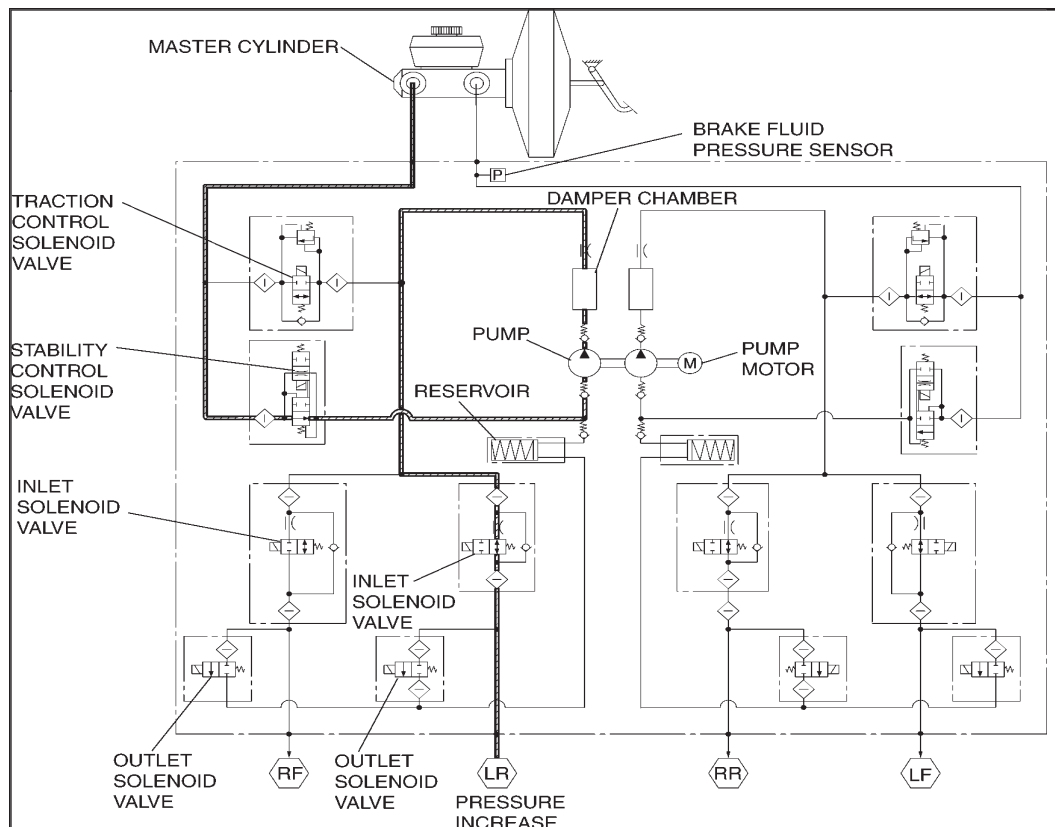 MASTER CYLINDER
BRAKE FLUID
PRESSURE SENSOR
P
TRACTION
CONTROL
SOLENOID
VALVE
DAMPER CHAMBER
STABILITY
CONTROL
SOLENOID
VALVE
PUMP
M
PUMP
MOTOR
RESERVOIR
INLET
SOLENOID
VALVE
INLET
SOLENOID
VALVE
OUTLET
SOLENOID
VALVE
RF
OUTLET
SOLENOID
VALVE
LR
PRESSURE
INCREASE
RR
LF